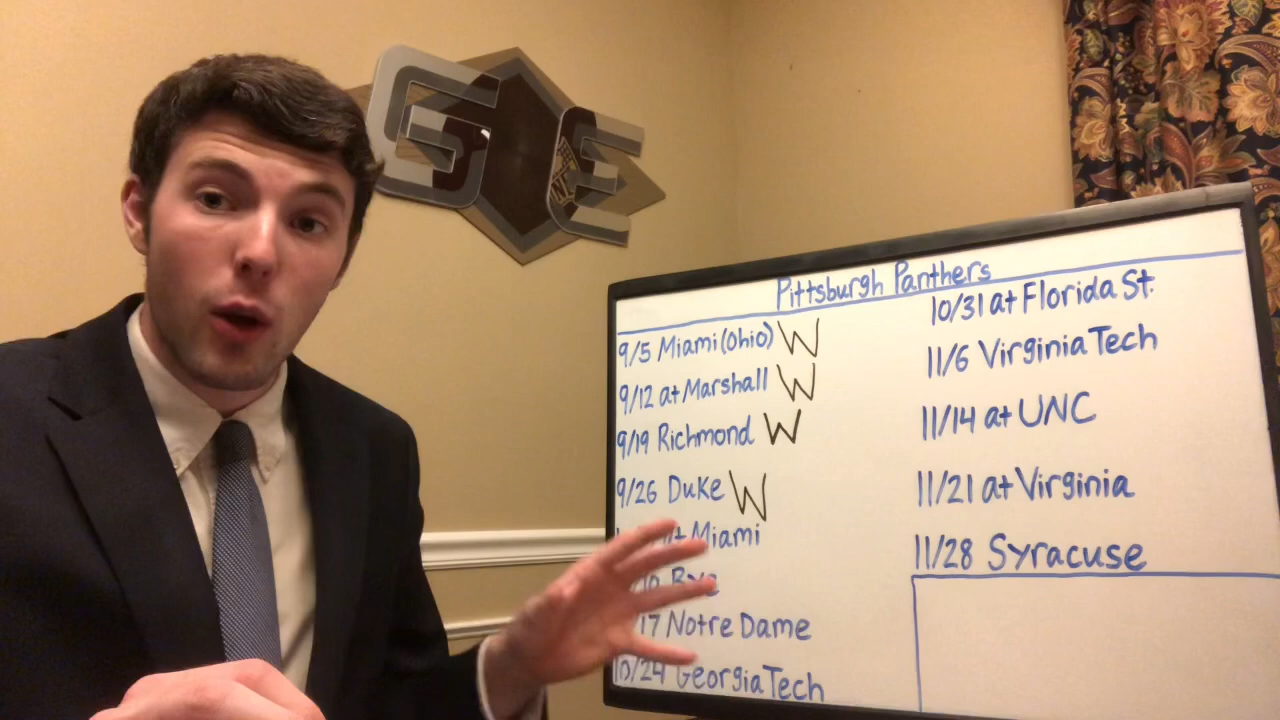 GE
Pittsburgh Panthers
9/5 Miami (Ohio) W
9/12 at Marshall W
9/19 Richmond W
9/26 Duke W
Miami
Bye
17 Notre Dame
10/24 Georgia Tech
10/31 at Florida St.
11/6 Virginia Tech
11/14 at UNC
11/21 at Virginia
11/28 Syracuse